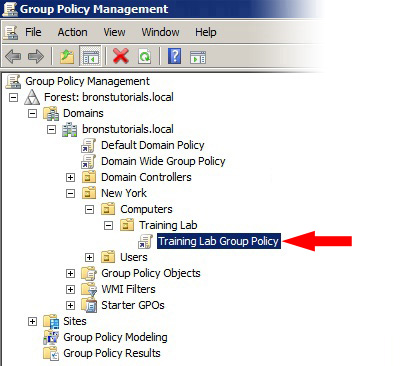 Group Policy Management
File Action View Window Help
Group Policy Management
Forest: bronstutorials.local
Domains
bronstutorials.local
Default Domain Policy
Domain Wide Group Policy
Domain Controllers
New York
Computers
Training Lab
Training Lab Group Policy
Users
Group Policy Objects
WMI Filters
Starter GPOs
Sites
Group Policy Modeling
Group Policy Results